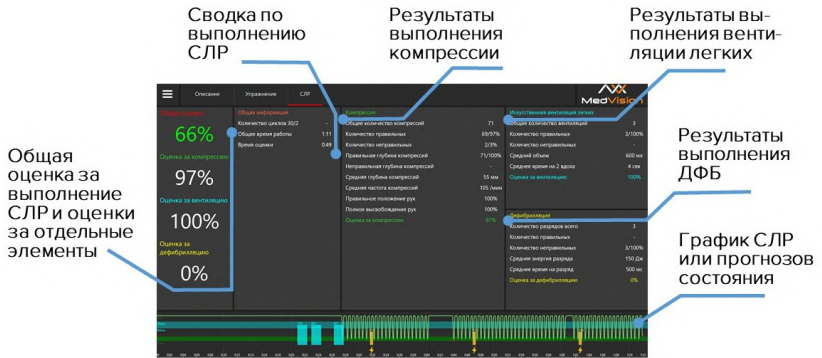 Сводка по
выполнению
СЛР
Результаты
выполнения
компрессии
Результаты вы-
полнения венти-
ляции легких
Общая
оценка за
выполнение
СЛР и оценки
за отдельные
элементы
Результаты
выполнения
ДФБ
График СЛР
или прогнозов
состояния
Описание
Упражнение
СЛР
MedVision
66%
Оценка за компрессию
97%
Оценка за вентиляцию
100%
Оценка за
дефибрилляцию
0%
Общая информация
Количество циклов 30/2 -
Общее время работы 1:11
Время оценки 0:49
Компрессия
Общее количество компрессий 71
Количество правильных 69/97%
Количество неправильных 2/3%
Правильная глубина компрессий 71/100%
Неправильная глубина компрессий -
Средняя глубина компрессий 55 мм
Средняя частота компрессий 105 /мин
Правильное положение рук 100%
Полное высвобождение рук 100%
Оценка за компрессию 97%
Искусственная вентиляция легких
Общее количество вентиляций 3
Количество правильных 3/100%
Количество неправильных -
Средний объем 600 мл
Среднее время на 2 вдоха 4 сек
Оценка за вентиляцию 100%
Дефибрилляция
Количество разрядов всего 3
Количество правильных -
Количество неправильных 3/100%
Средняя энергия разряда 150 Дж
Среднее время на разряд 500 мс
Оценка за дефибрилляцию 0%